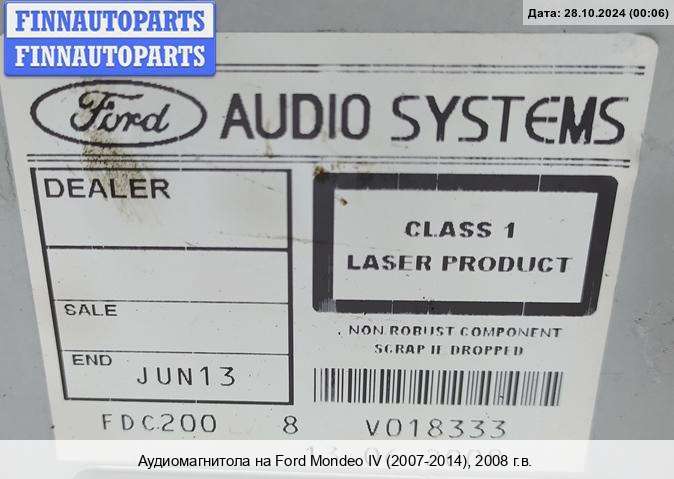 FINNAUTOPARTS
FINNAUTOPARTS
Дата: 28.10.2024 (00:06)
Ford AUDIO SYSTEMS
DEALER
CLASS 1
LASER PRODUCT
SALE
NON ROBUST COMPONENT
SCRAP IF DROPPED
END JUN13
FDC200 8 V018333
Аудиомагнитола на Ford Mondeo IV (2007-2014), 2008 г.в.